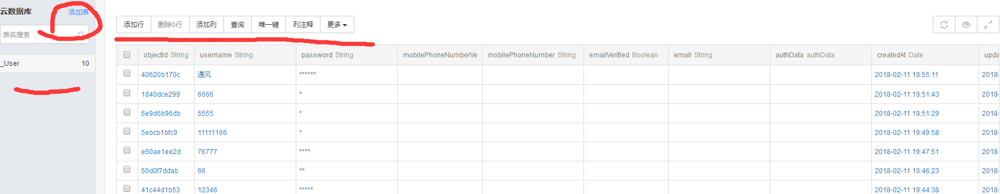 云数据库 添加表
表名搜索
_User 10
添加行 删除0行 添加列 查询 唯一键 列注释 更多
objectId String username String password String mobilePhoneNumberVe mobilePhoneNumber String emailVerified Boolean email String authData authData createdAt Date upda
40620b170c 通风 ****** 2018-02-11 19:55:11 2018-
1840dce299 6666 * 2018-02-11 19:51:43 2018-
6e9d6b96db 5555 * 2018-02-11 19:51:29 2018-
5ebcb1bfc9 11111166 * 2018-02-11 19:49:58 2018-
e50ae1ee2d 76777 **** 2018-02-11 19:47:51 2018-
50d0f7ddab 66 ** 2018-02-11 19:46:23 2018-
41c44d1b53 12346 ***** 2018-02-11 19:44:38 2018-